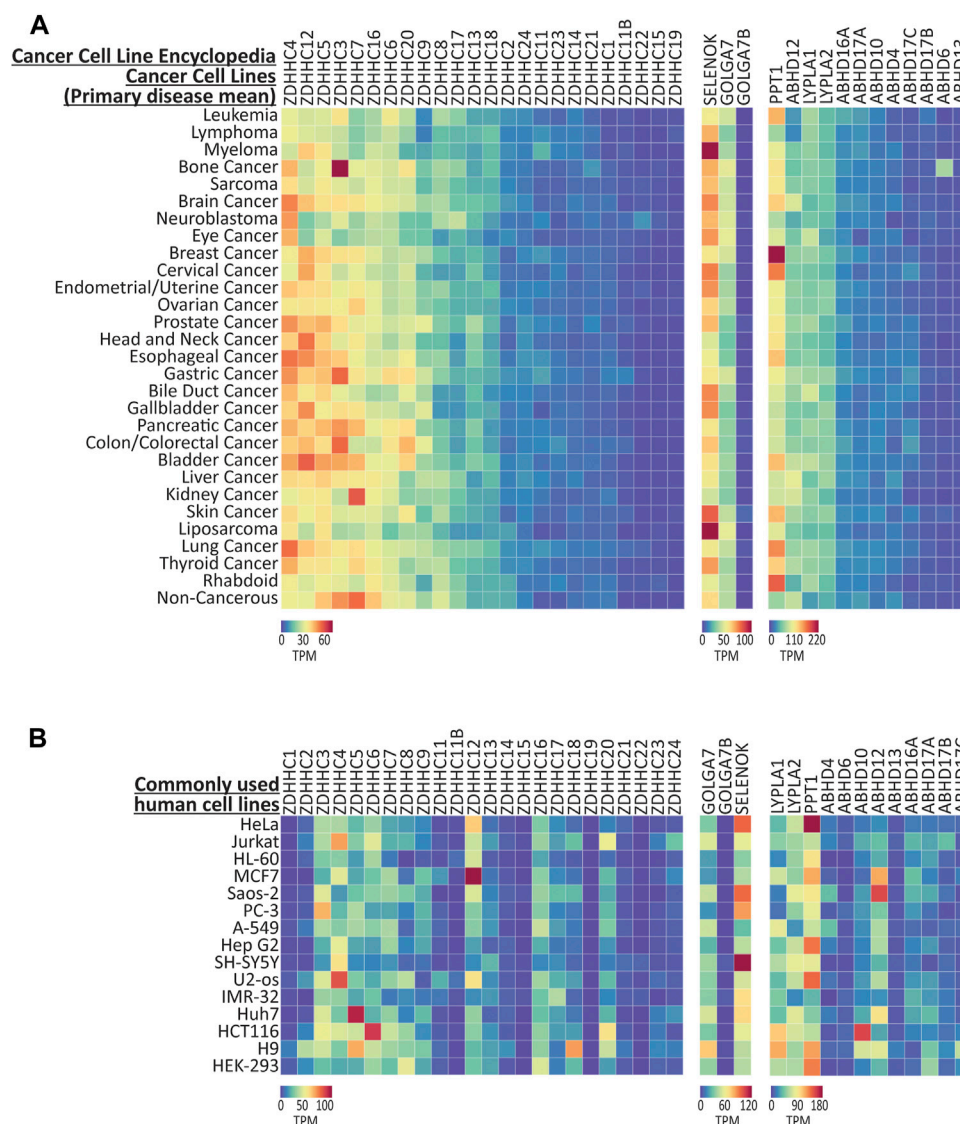 A
Cancer Cell Line Encyclopedia
Cancer Cell Lines
(Primary disease mean)
ZDHHC4
ZDHHC12
ZDHHC5
ZDHHC3
ZDHHC7
ZDHHC16
ZDHHC6
ZDHHC20
ZDHHC9
ZDHHC8
ZDHHC17
ZDHHC13
ZDHHC18
ZDHHC2
ZDHHC24
ZDHHC11
ZDHHC23
ZDHHC14
ZDHHC21
ZDHHC1
ZDHHC11B
ZDHHC22
ZDHHC15
ZDHHC19
SELENOK
GOLGA7
GOLGA7B
PPT1
ABHD12
LYPLA1
LYPLA2
ABHD16A
ABHD17A
ABHD10
ABHD4
ABHD17C
ABHD17B
ABHD6
ABHD13
Leukemia
Lymphoma
Myeloma
Bone Cancer
Sarcoma
Brain Cancer
Neuroblastoma
Eye Cancer
Breast Cancer
Cervical Cancer
Endometrial/Uterine Cancer
Ovarian Cancer
Prostate Cancer
Head and Neck Cancer
Esophageal Cancer
Gastric Cancer
Bile Duct Cancer
Gallbladder Cancer
Pancreatic Cancer
Colon/Colorectal Cancer
Bladder Cancer
Liver Cancer
Kidney Cancer
Skin Cancer
Liposarcoma
Lung Cancer
Thyroid Cancer
Rhabdoid
Non-Cancerous
0 30 60
TPM
0 50 100
TPM
0 110 220
TPM
B
Commonly used
human cell lines
ZDHHC1
ZDHHC2
ZDHHC3
ZDHHC4
ZDHHC5
ZDHHC6
ZDHHC7
ZDHHC8
ZDHHC9
ZDHHC11
ZDHHC11B
ZDHHC12
ZDHHC13
ZDHHC14
ZDHHC15
ZDHHC16
ZDHHC17
ZDHHC18
ZDHHC19
ZDHHC20
ZDHHC21
ZDHHC22
ZDHHC23
ZDHHC24
GOLGA7
GOLGA7B
SELENOK
LYPLA1
LYPLA2
PPT1
ABHD4
ABHD6
ABHD10
ABHD12
ABHD13
ABHD16A
ABHD17A
ABHD17B
ABHD17C
HeLa
Jurkat
HL-60
MCF7
Saos-2
PC-3
A-549
Hep G2
SH-SY5Y
U2-os
IMR-32
Huh7
HCT116
H9
HEK-293
0 50 100
TPM
0 60 120
TPM
0 90 180
TPM